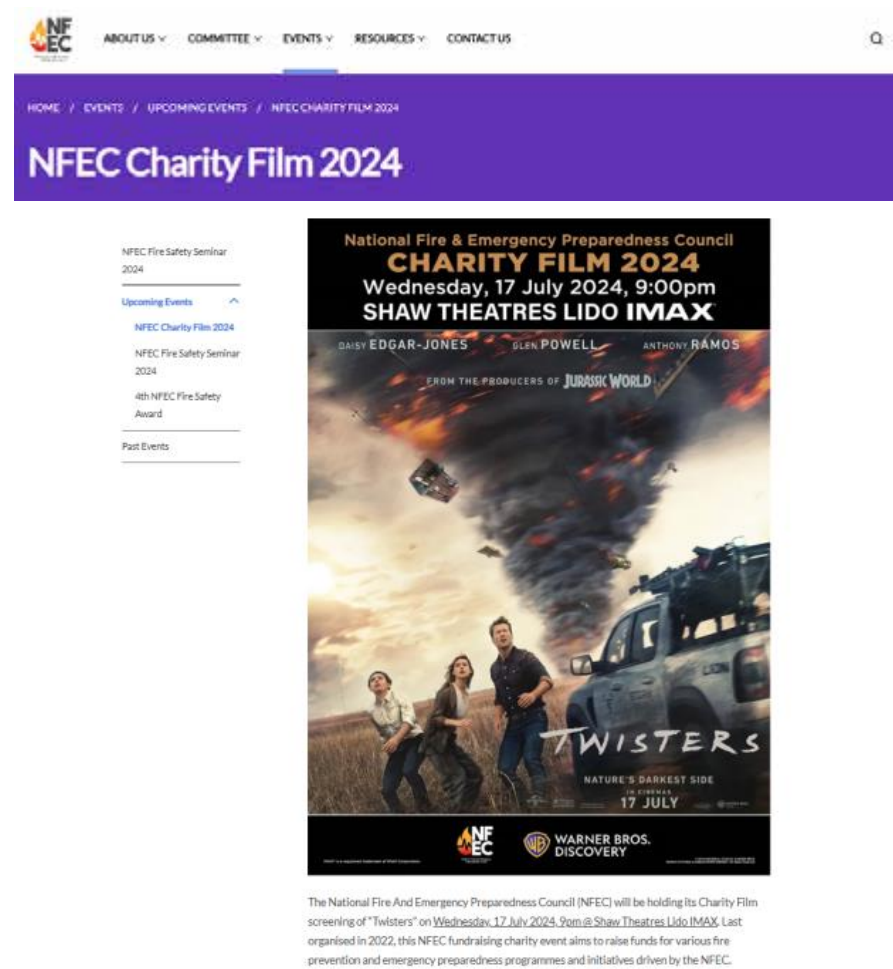 NF
EC
ABOUT US
COMMITTEE
EVENTS
RESOURCES
CONTACT US
HOME / EVENTS / UPCOMING EVENTS / NFEC CHARITY FILM 2024
NFEC Charity Film 2024
NFEC Fire Safety Seminar
2024
Upcoming Events
NFEC Charity Film 2024
NFEC Fire Safety Seminar
2024
4th NFEC Fire Safety
Award
Past Events
National Fire & Emergency Preparedness Council
CHARITY FILM 2024
Wednesday, 17 July 2024, 9:00pm
SHAW THEATRES LIDO IMAX
DAISY EDGAR-JONES GLEN POWELL ANTHONY RAMOS
FROM THE PRODUCERS OF JURASSIC WORLD
TWISTERS
NATURE'S DARKEST SIDE
IN CINEMAS
17 JULY
NF
EC
WB
WARNER BROS.
DISCOVERY
The National Fire And Emergency Preparedness Council (NFEC) will be holding its Charity Film
screening of "Twisters" on Wednesday, 17 July 2024, 9pm @ Shaw Theatres Lido IMAX. Last
organised in 2022, this NFEC fundraising charity event aims to raise funds for various fire
prevention and emergency preparedness programmes and initiatives driven by the NFEC.